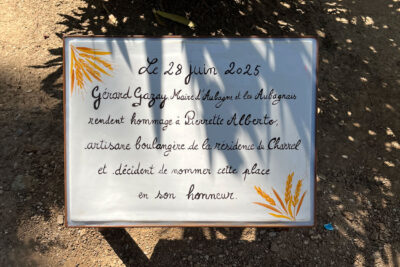 Le 28 juin 2025
Gérard Gazay Maire d'Aubagne et les Aubagnais
rendent hommage à Pierrette Alberto,
artisane boulangère de la résidence du Charrel
et décident de nommer cette place
en son honneur.